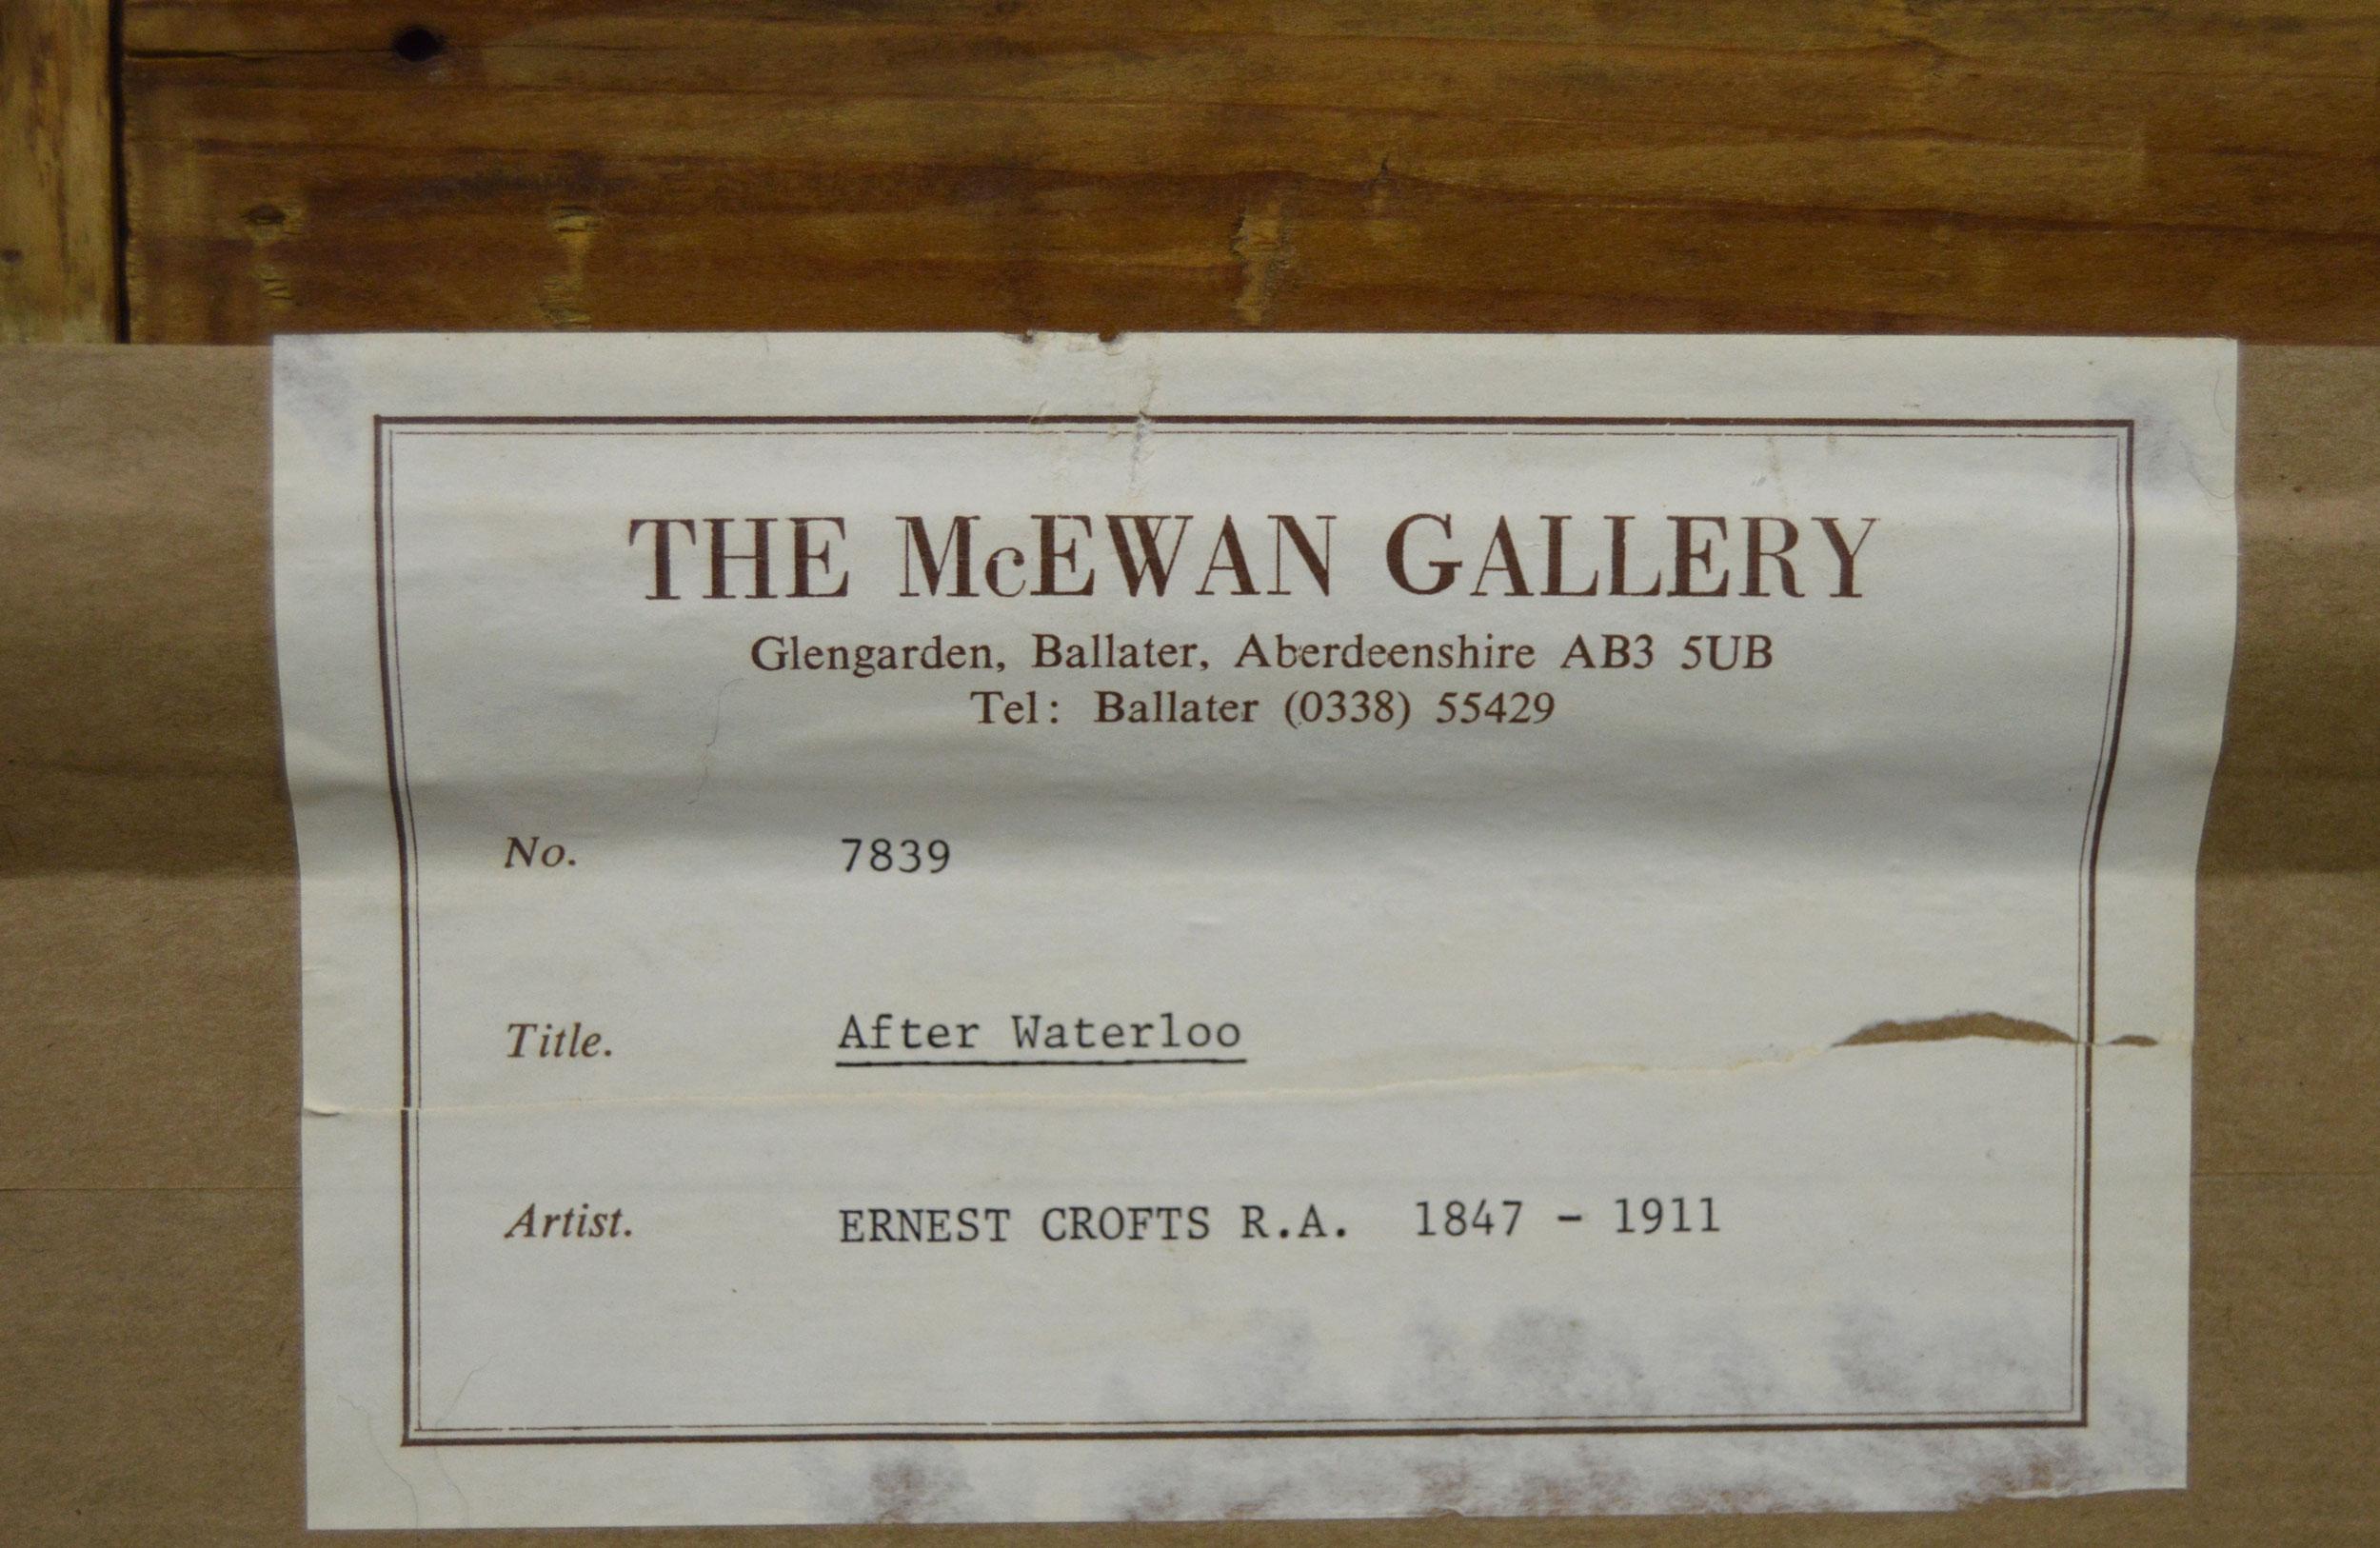 THE McEWAN GALLERY
Glengarden, Ballater, Aberdeenshire AB3 5UB
Tel: Ballater (0338) 55429
No. 7839
Title. After Waterloo
Artist. ERNEST CROFTS R.A. 1847 - 1911